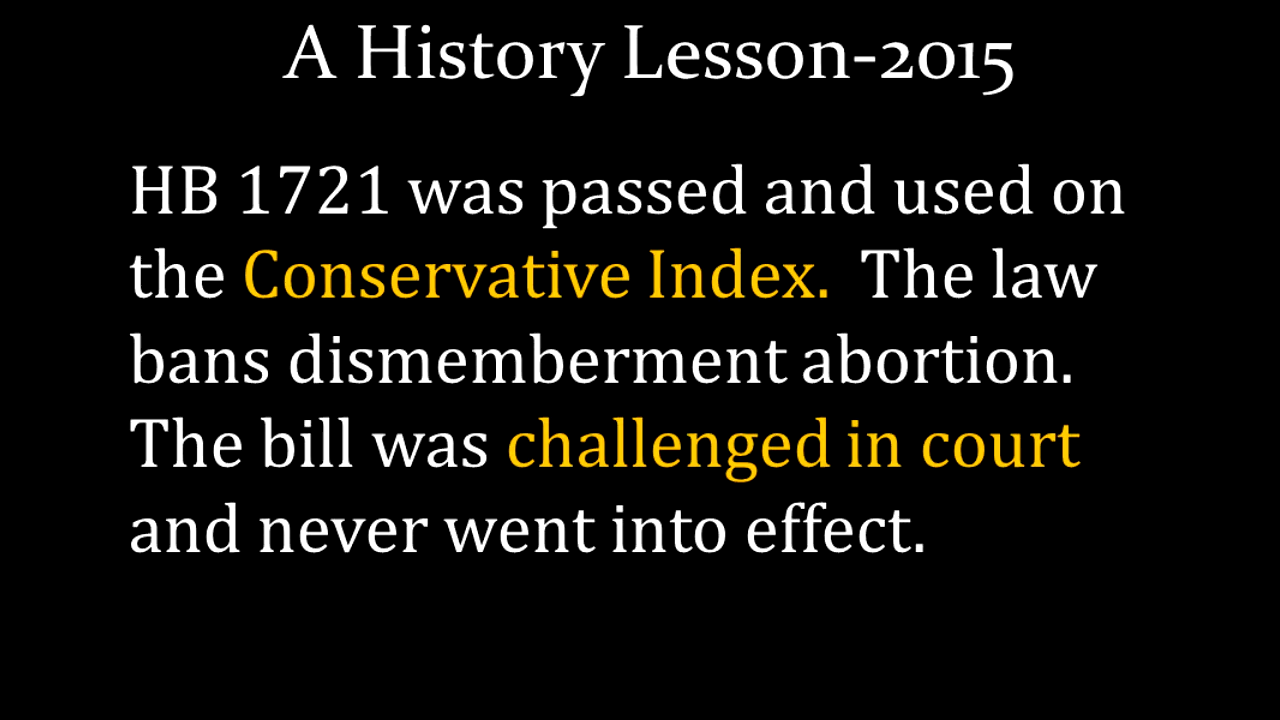 A History Lesson-2015
HB 1721 was passed and used on
the Conservative Index.  The law
bans dismemberment abortion.
The bill was challenged in court
and never went into effect.